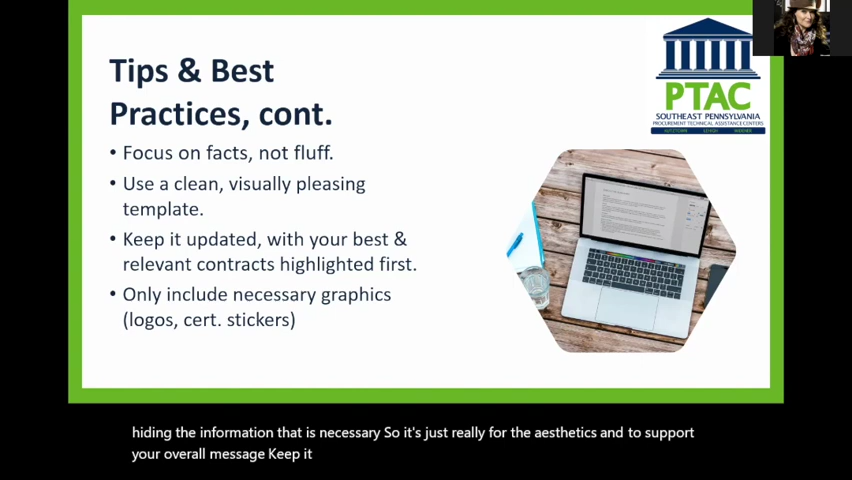 Tips & Best
Practices, cont.
• Focus on facts, not fluff.
• Use a clean, visually pleasing
template.
• Keep it updated, with your best &
relevant contracts highlighted first.
• Only include necessary graphics
(logos, cert. stickers)
PTAC
SOUTHEAST PENNSYLVANIA
PROCUREMENT TECHNICAL ASSISTANCE CENTERS
hiding the information that is necessary So it's just really for the aesthetics and to support
your overall message Keep it